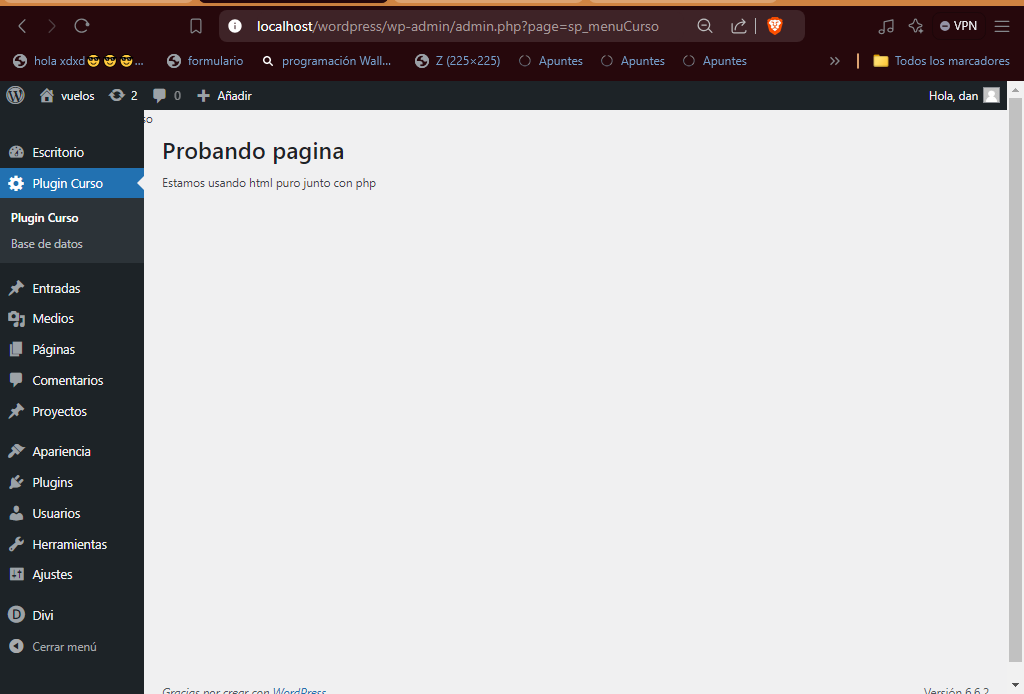 localhost/wordpress/wp-admin/admin.php?page=sp_menuCurso
VPN
hola xdxd😎😎😎...
formulario
programación Wall...
Z (225×225)
Apuntes
Apuntes
Apuntes
»
Todos los marcadores
vuelos
2
0
+ Añadir
Hola, dan
so
Escritorio
Plugin Curso
Plugin Curso
Base de datos
Entradas
Medios
Páginas
Comentarios
Proyectos
Apariencia
Plugins
Usuarios
Herramientas
Ajustes
D Divi
Cerrar menú
Probando pagina
Estamos usando html puro junto con php
Gracias por crear con WordPress
Versión 6.6.2